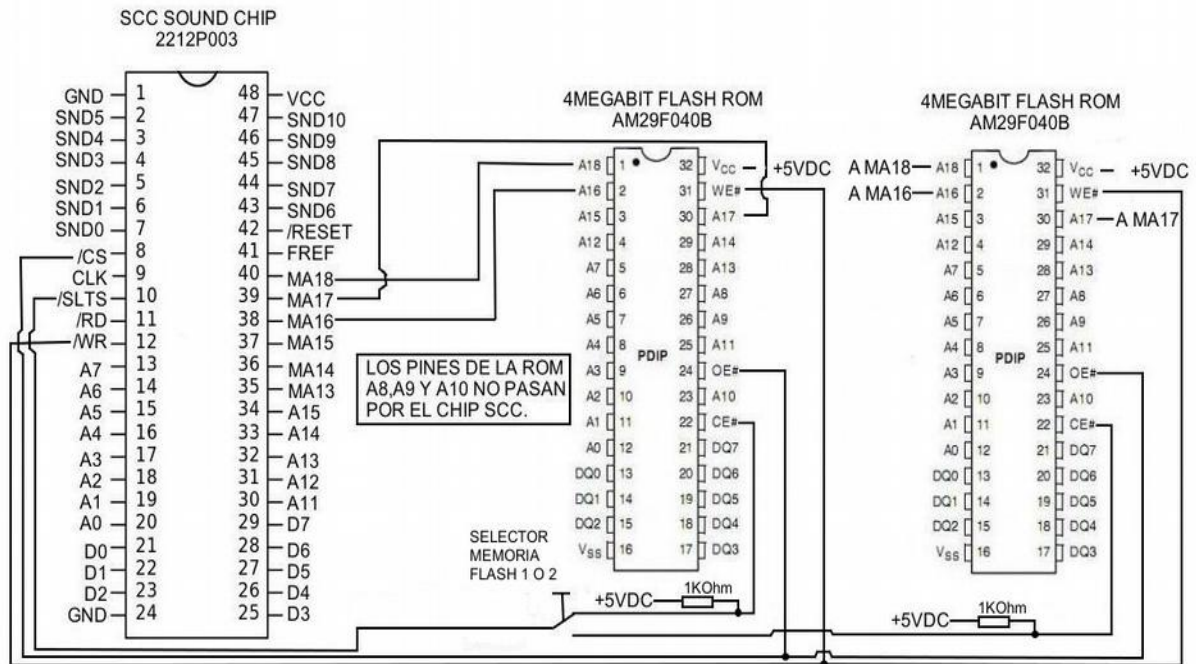 SCC SOUND CHIP
2212P003
GND 1 48 VCC
SND5 2 47 SND10
SND4 3 46 SND9
SND3 4 45 SND8
SND2 5 44 SND7
SND1 6 43 SND6
SND0 7 42 /RESET
/CS 8 41 FREF
CLK 9 40 MA18
/SLTS 10 39 MA17
/RD 11 38 MA16
/WR 12 37 MA15
A7 13 36 MA14
A6 14 35 MA13
A5 15 34 A15
A4 16 33 A14
A3 17 32 A13
A2 18 31 A12
A1 19 30 A11
A0 20 29 D7
D0 21 28 D6
D1 22 27 D5
D2 23 26 D4
GND 24 25 D3
LOS PINES DE LA ROM
A8,A9 Y A10 NO PASAN
POR EL CHIP SCC.
SELECTOR
MEMORIA
FLASH 1 O 2
4MEGABIT FLASH ROM
AM29F040B
A18 1 32 VCC +5VDC
A16 2 31 WE#
A15 3 30 A17
A12 4 29 A14
A7 5 28 A13
A6 6 27 A8
A5 7 26 A9
A4 8 25 A11
PDIP
A3 9 24 OE#
A2 10 23 A10
A1 11 22 CE#
A0 12 21 DQ7
DQ0 13 20 DQ6
DQ1 14 19 DQ5
DQ2 15 18 DQ4
VSS 16 17 DQ3
+5VDC 1KOhm
4MEGABIT FLASH ROM
AM29F040B
A MA18 A18 1 32 VCC +5VDC
A MA16 A16 2 31 WE#
A15 3 30 A17 A MA17
A12 4 29 A14
A7 5 28 A13
A6 6 27 A8
A5 7 26 A9
A4 8 25 A11
PDIP
A3 9 24 OE#
A2 10 23 A10
A1 11 22 CE#
A0 12 21 DQ7
DQ0 13 20 DQ6
DQ1 14 19 DQ5
DQ2 15 18 DQ4
VSS 16 17 DQ3
+5VDC 1KOhm